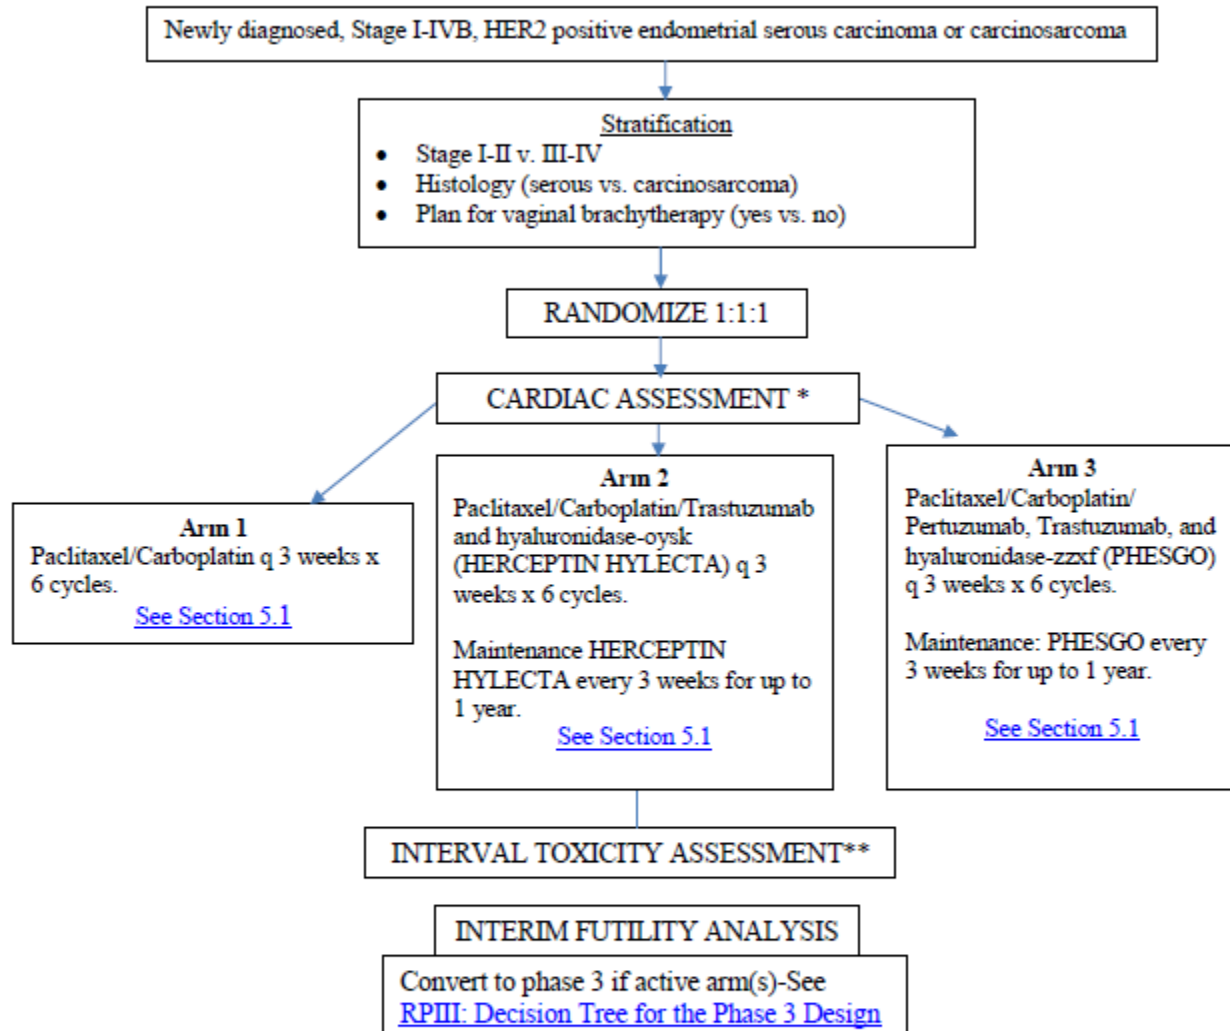 Newly diagnosed, Stage I-IVB, HER2 positive endometrial serous carcinoma or carcinosarcoma
Stratification
• Stage I-II v. III-IV
• Histology (serous vs. carcinosarcoma)
• Plan for vaginal brachytherapy (yes vs. no)
RANDOMIZE 1:1:1
CARDIAC ASSESSMENT *
Arm 1
Paclitaxel/Carboplatin q 3 weeks x
6 cycles.
See Section 5.1
Arm 2
Paclitaxel/Carboplatin/Trastuzumab
and hyaluronidase-oysk
(HERCEPTIN HYLECTA) q 3
weeks x 6 cycles.
Maintenance HERCEPTIN
HYLECTA every 3 weeks for up to
1 year.
See Section 5.1
Arm 3
Paclitaxel/Carboplatin/
Pertuzumab, Trastuzumab, and
hyaluronidase-zzxf (PHESGO)
q 3 weeks x 6 cycles.
Maintenance: PHESGO every
3 weeks for up to 1 year.
See Section 5.1
INTERVAL TOXICITY ASSESSMENT**
INTERIM FUTILITY ANALYSIS
Convert to phase 3 if active arm(s)-See
RPIII: Decision Tree for the Phase 3 Design